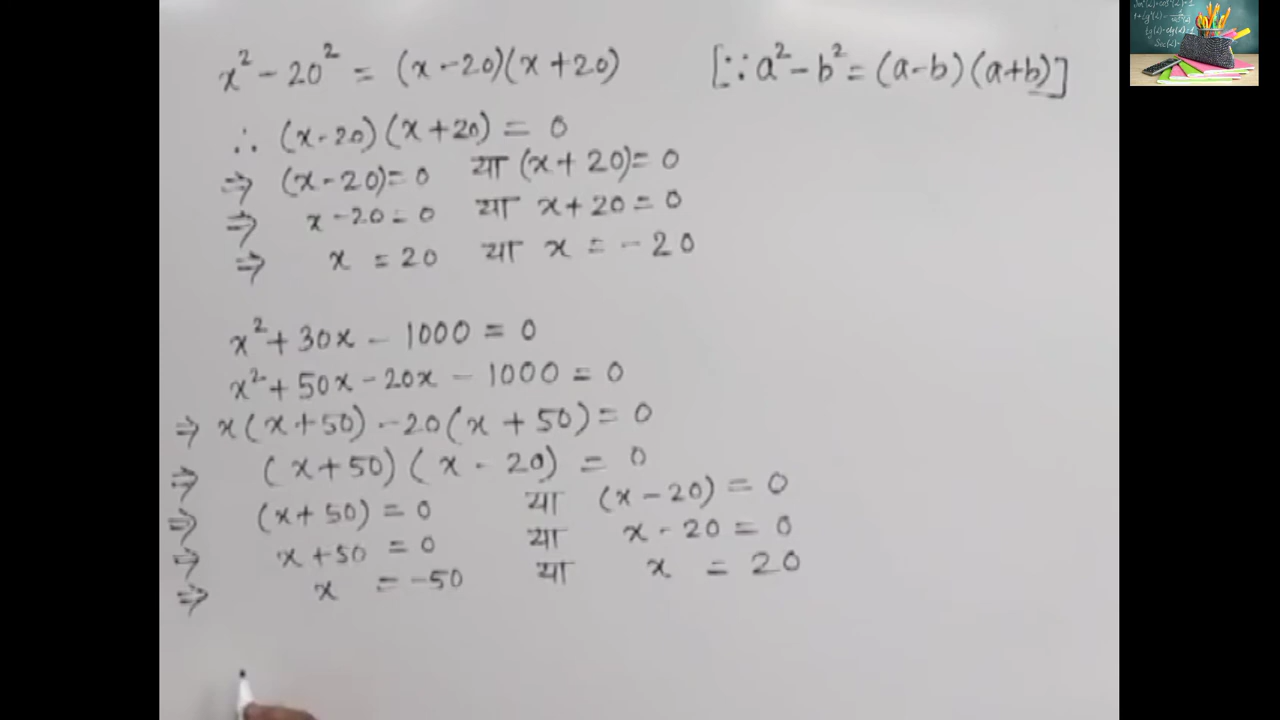 x² - 20² = (x - 20)(x + 20) [∵ a² - b² = (a - b) (a + b)]
∴ (x - 20) (x + 20) = 0
⇒ (x - 20) = 0 या (x + 20) = 0
⇒ x - 20 = 0 या x + 20 = 0
⇒ x = 20 या x = - 20
x² + 30x - 1000 = 0
x² + 50x - 20x - 1000 = 0
⇒ x (x + 50) - 20 (x + 50) = 0
⇒ (x + 50) (x - 20) = 0
⇒ (x + 50) = 0 या (x - 20) = 0
⇒ x + 50 = 0 या x - 20 = 0
⇒ x = -50 या x = 20